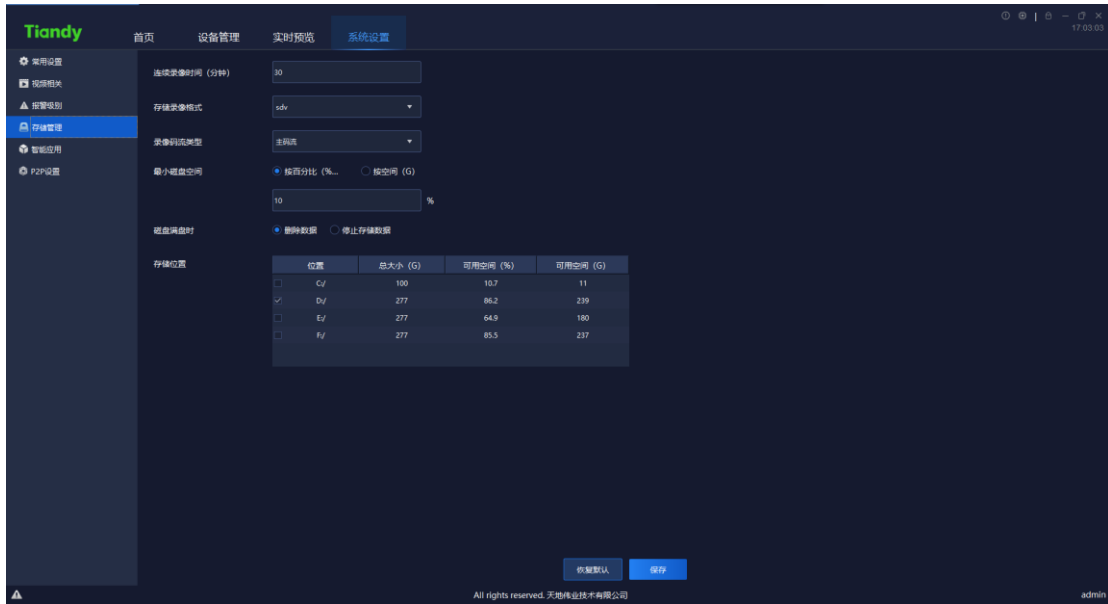 Tiandy
首页 设备管理 实时预览 系统设置
17:03:03
常用设置
视频相关
报警级别
存储管理
智能应用
P2P设置
连续录像时间（分钟） 30
存储录像格式 sdv
录像码流类型 主码流
最小磁盘空间 按百分比（%... 按空间（G）
10 %
磁盘满盘时 删除数据 停止存储数据
存储位置
位置 总大小（G） 可用空间（%） 可用空间（G）
C:/ 100 10.7 11
D:/ 277 86.2 239
E:/ 277 64.9 180
F:/ 277 85.5 237
恢复默认 保存
All rights reserved. 天地伟业技术有限公司 admin